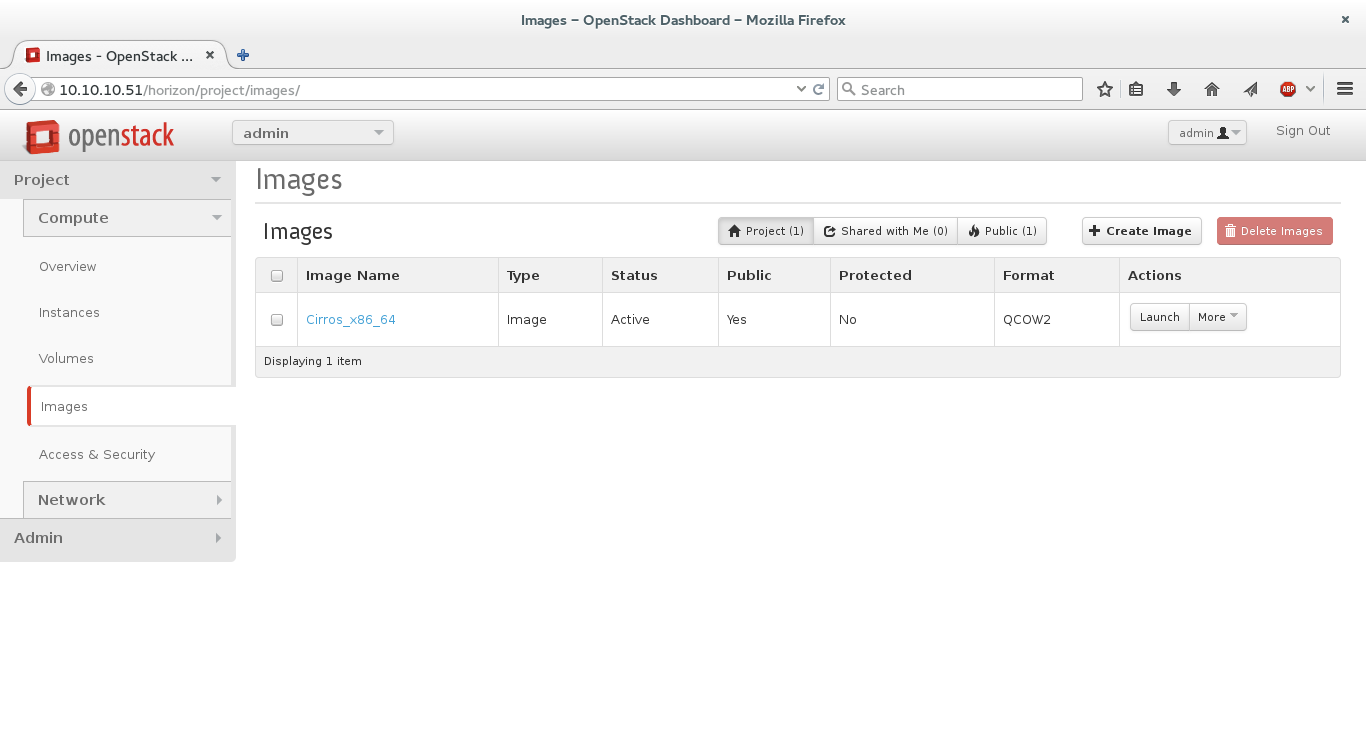 Images – OpenStack Dashboard – Mozilla Firefox
Images - OpenStack ...
10.10.10.51/horizon/project/images/
Search
ABP
openstack
admin
admin
Sign Out
Project
Compute
Overview
Instances
Volumes
Images
Access & Security
Network
Admin
Images
Images
Project (1)
Shared with Me (0)
Public (1)
Create Image
Delete Images
Image Name Type Status Public Protected Format Actions
Cirros_x86_64 Image Active Yes No QCOW2 Launch More
Displaying 1 item